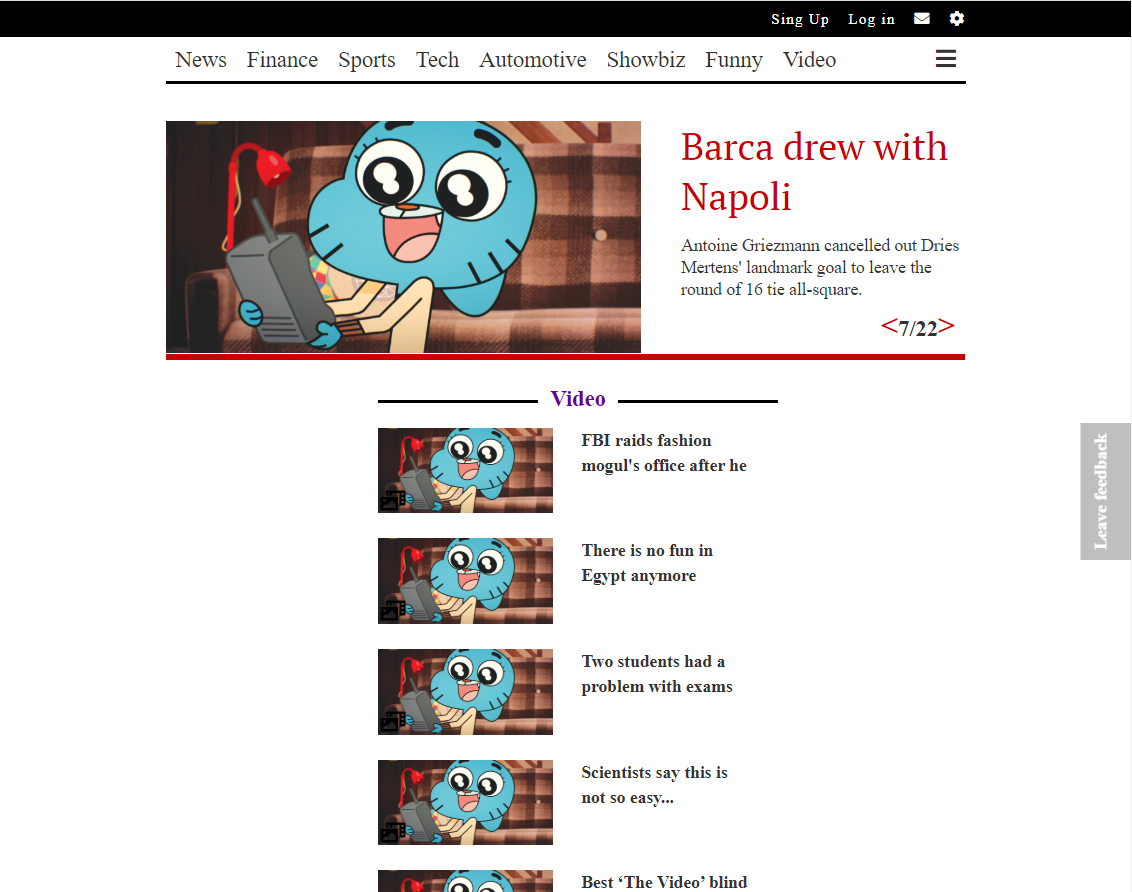 Sing Up Log in
News Finance Sports Tech Automotive Showbiz Funny Video
Barca drew with
Napoli
Antoine Griezmann cancelled out Dries
Mertens' landmark goal to leave the
round of 16 tie all-square.
<7/22>
Video
FBI raids fashion
mogul's office after he
There is no fun in
Egypt anymore
Two students had a
problem with exams
Scientists say this is
not so easy...
Best ‘The Video’ blind
Leave feedback